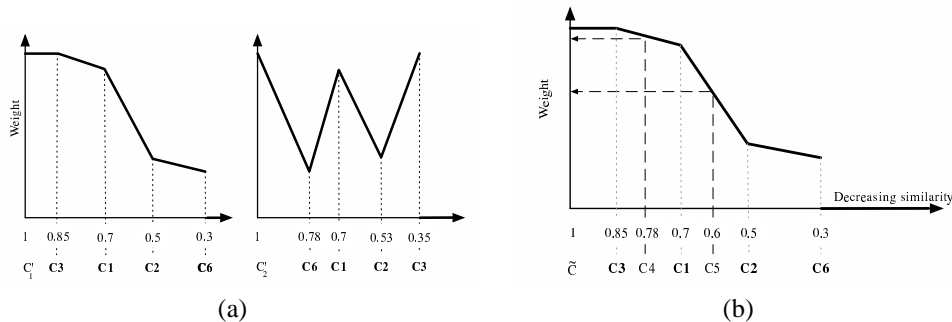 Weight
1 0.85 0.7 0.5 0.3
C'1 C3 C1 C2 C6
1 0.78 0.7 0.53 0.35
C'2 C6 C1 C2 C3
(a)
Weight
Decreasing similarity
1 0.85 0.78 0.7 0.6 0.5 0.3
C̃ C3 C4 C1 C5 C2 C6
(b)